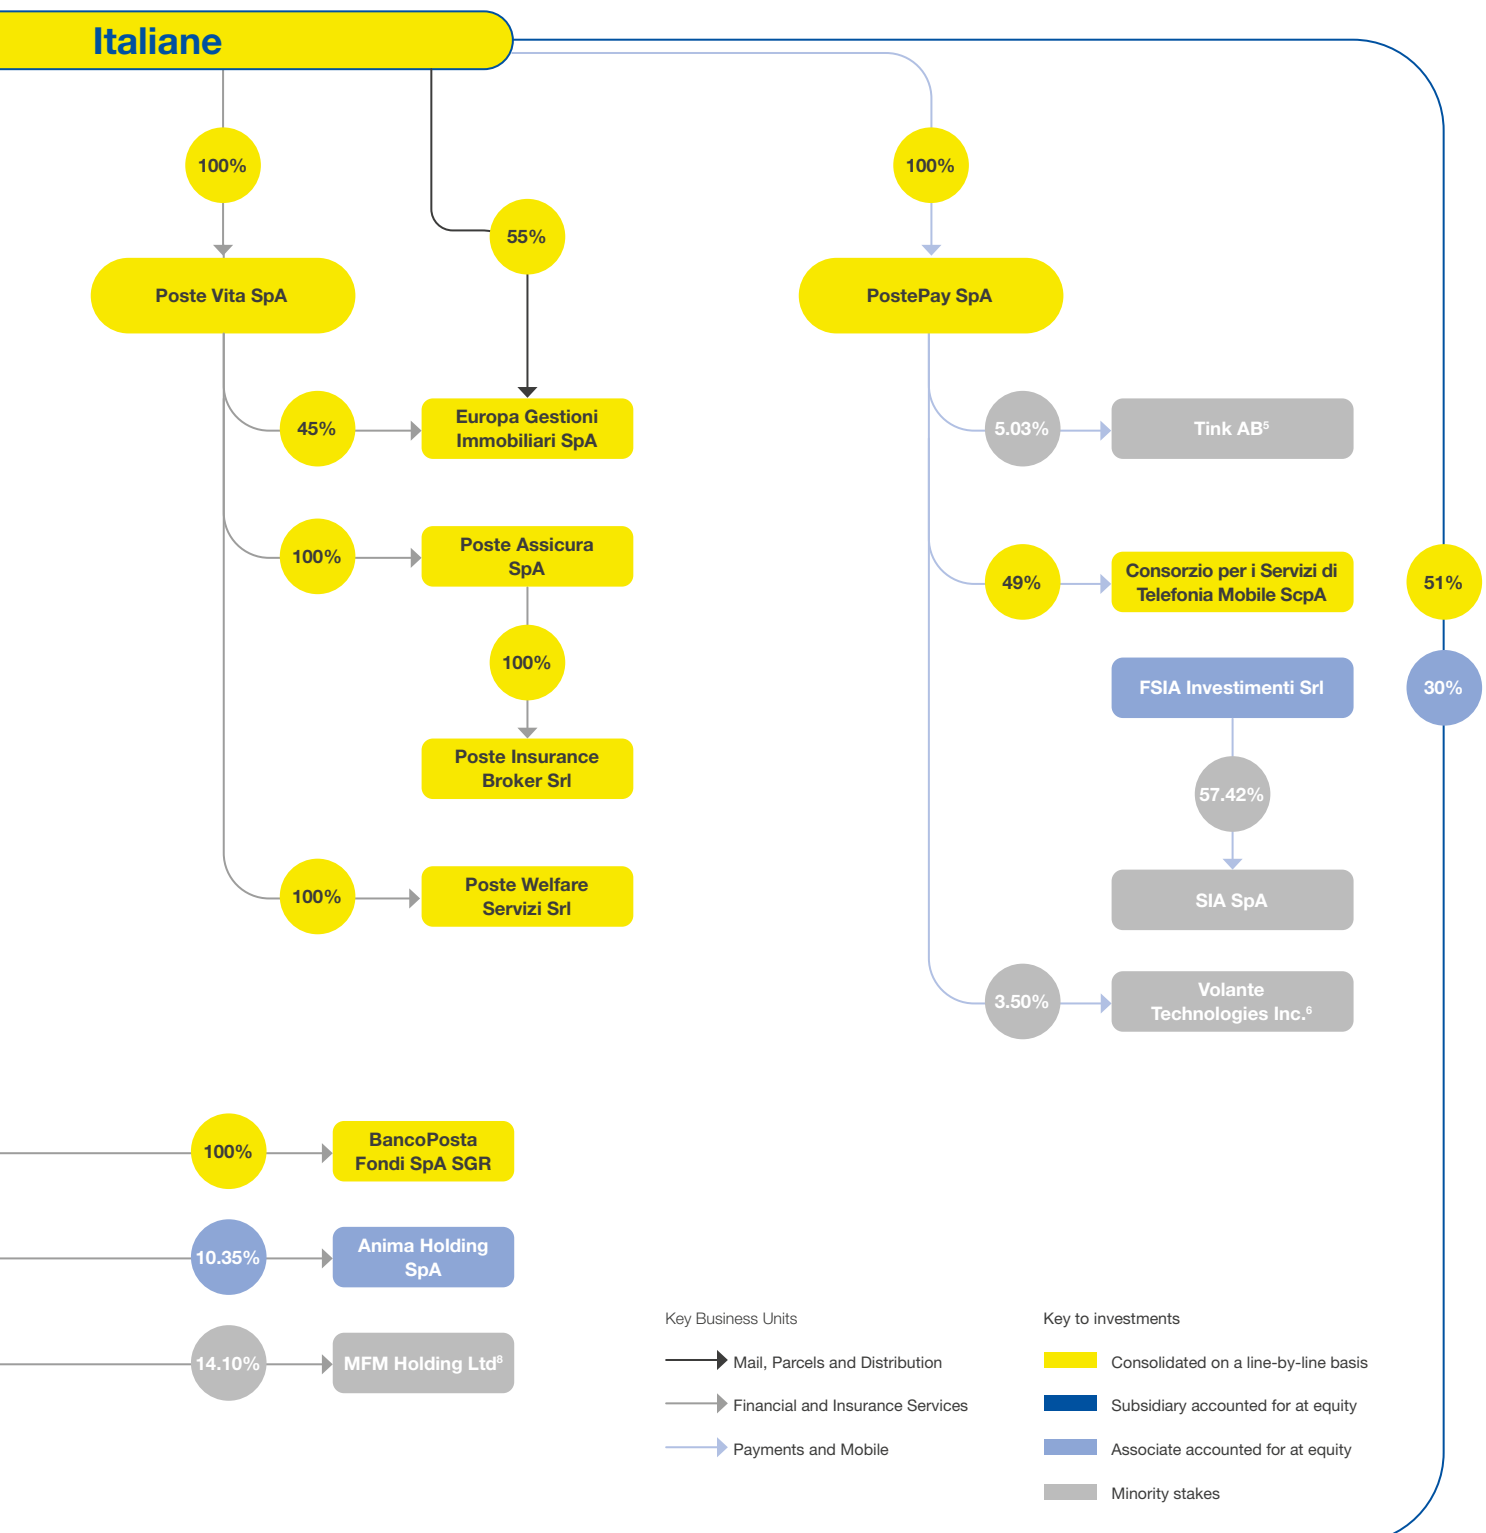 Italiane
100%
100%
55%
Poste Vita SpA
PostePay SpA
45%
Europa Gestioni
Immobiliari SpA
5.03%
Tink AB⁵
100%
Poste Assicura
SpA
49%
Consorzio per i Servizi di
Telefonia Mobile ScpA
51%
100%
FSIA Investimenti Srl
30%
Poste Insurance
Broker Srl
57.42%
100%
Poste Welfare
Servizi Srl
SIA SpA
3.50%
Volante
Technologies Inc.⁶
100%
BancoPosta
Fondi SpA SGR
10.35%
Anima Holding
SpA
14.10%
MFM Holding Ltd⁸
Key Business Units
Mail, Parcels and Distribution
Financial and Insurance Services
Payments and Mobile
Key to investments
Consolidated on a line-by-line basis
Subsidiary accounted for at equity
Associate accounted for at equity
Minority stakes